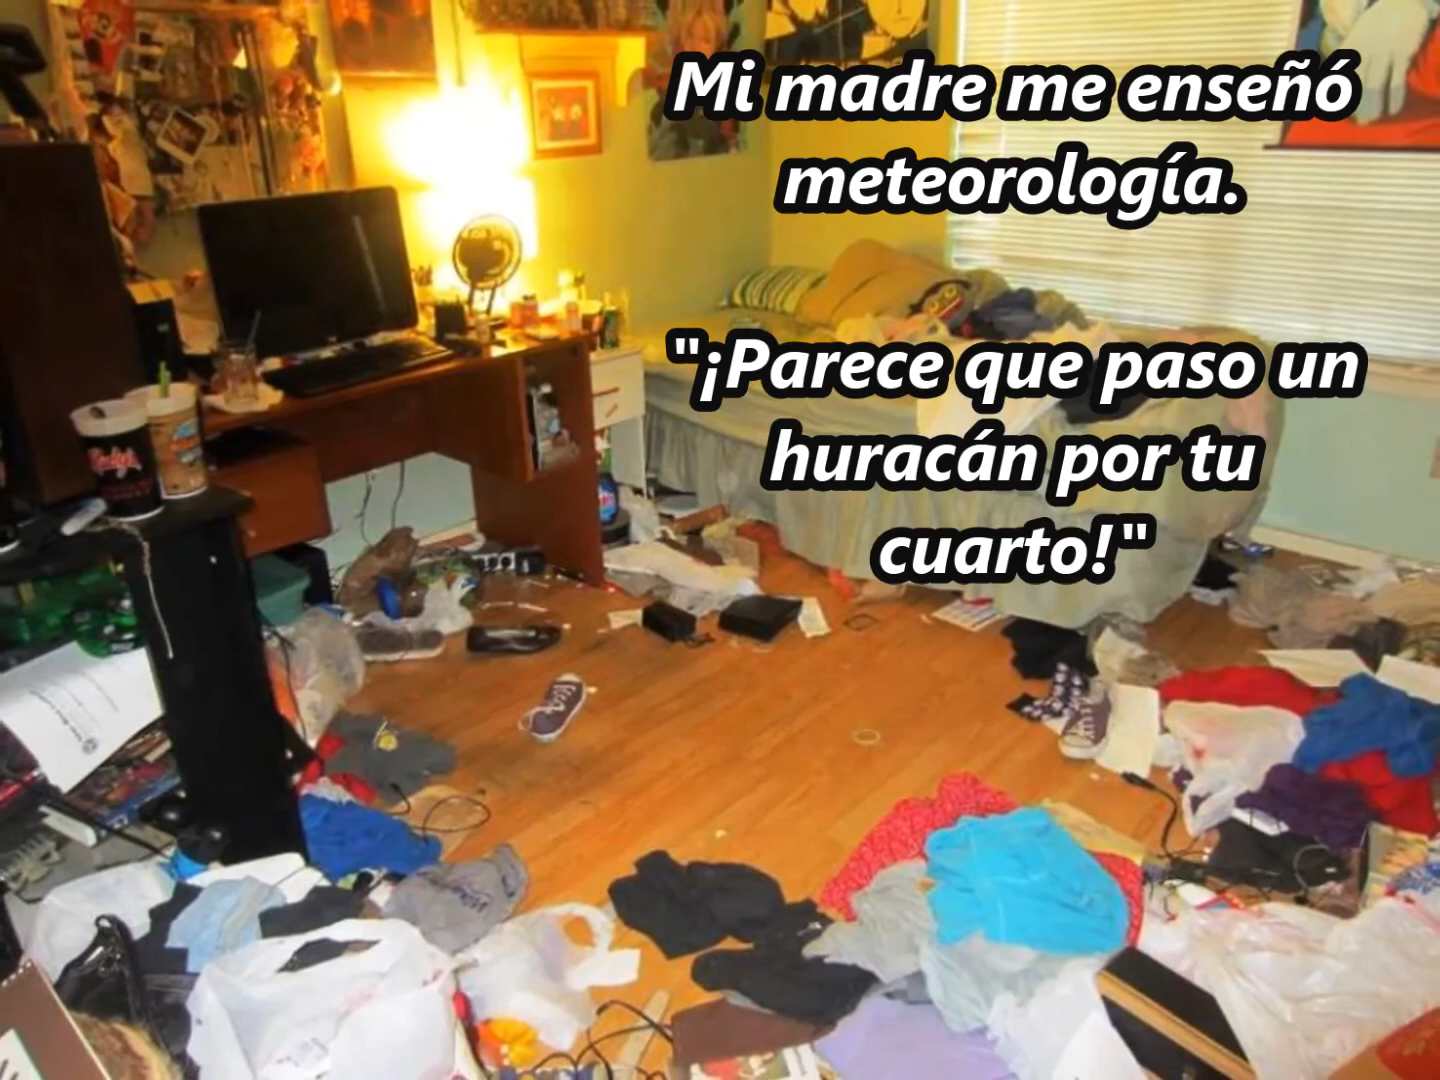 Mi madre me enseñó
meteorología.
"¡Parece que paso un
huracán por tu
cuarto!"